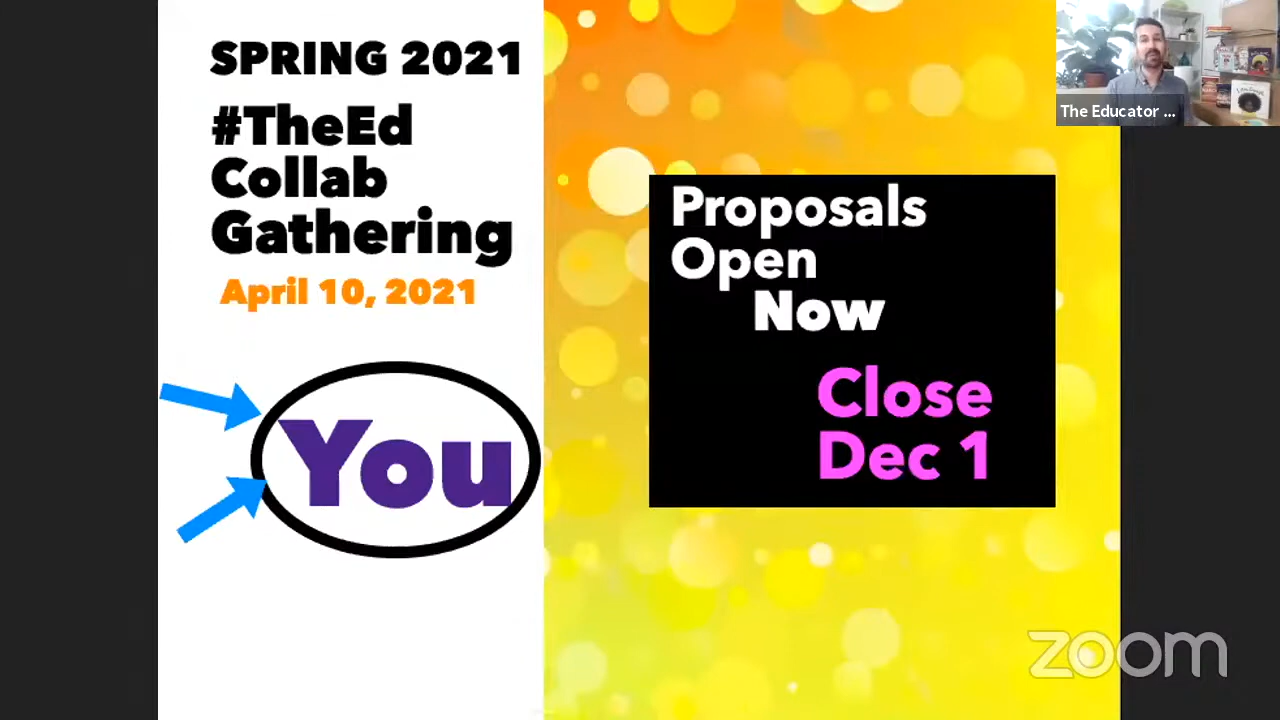 SPRING 2021
#TheEd
Collab
Gathering
April 10, 2021
You
Proposals
Open
Now
Close
Dec 1
The Educator ...
zoom